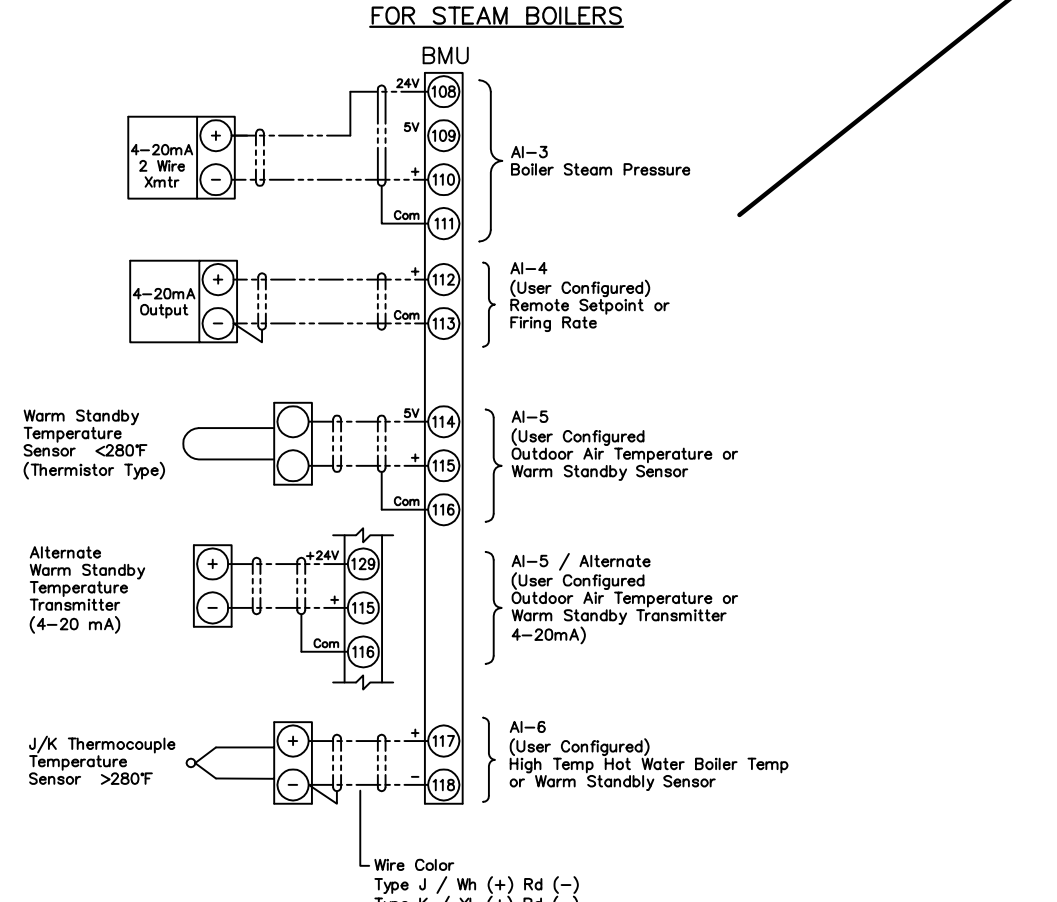 FOR STEAM BOILERS
BMU
24V
108
5V
109
+
110
Com
111
4-20mA
2 Wire
Xmtr
+
-
AI-3
Boiler Steam Pressure
4-20mA
Output
+
-
+
112
Com
113
AI-4
(User Configured)
Remote Setpoint or
Firing Rate
Warm Standby
Temperature
Sensor <280°F
(Thermistor Type)
5V
114
+
115
Com
116
AI-5
(User Configured
Outdoor Air Temperature or
Warm Standby Sensor
Alternate
Warm Standby
Temperature
Transmitter
(4-20 mA)
+
-
+24V
129
+
115
Com
116
AI-5 / Alternate
(User Configured
Outdoor Air Temperature or
Warm Standby Transmitter
4-20mA)
J/K Thermocouple
Temperature
Sensor >280°F
+
-
+
117
-
118
AI-6
(User Configured)
High Temp Hot Water Boiler Temp
or Warm Standbly Sensor
Wire Color
Type J / Wh (+) Rd (-)